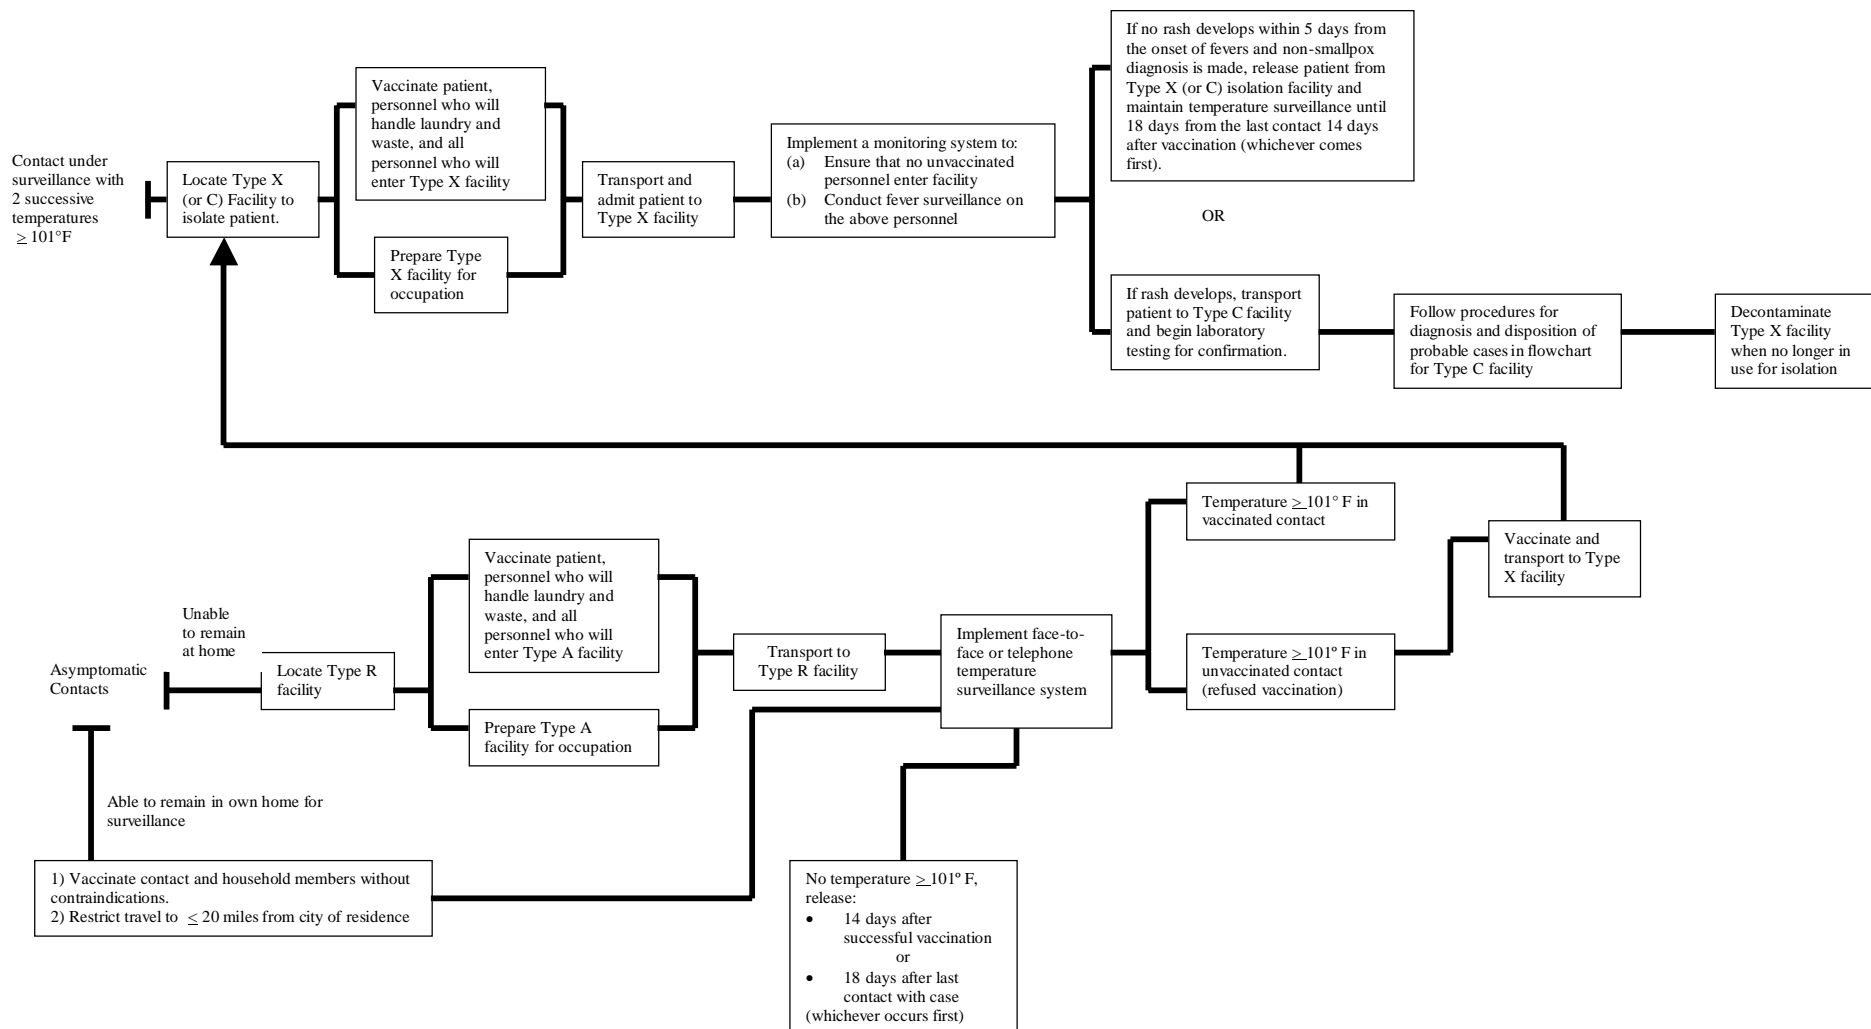 Contact under
surveillance with
2 successive
temperatures
≥ 101°F
Locate Type X
(or C) Facility to
isolate patient.
Vaccinate patient,
personnel who will
handle laundry and
waste, and all
personnel who will
enter Type X facility
Prepare Type
X facility for
occupation
Transport and
admit patient to
Type X facility
Implement a monitoring system to:
(a) Ensure that no unvaccinated
personnel enter facility
(b) Conduct fever surveillance on
the above personnel
If no rash develops within 5 days from
the onset of fevers and non-smallpox
diagnosis is made, release patient from
Type X (or C) isolation facility and
maintain temperature surveillance until
18 days from the last contact 14 days
after vaccination (whichever comes
first).
OR
If rash develops, transport
patient to Type C facility
and begin laboratory
testing for confirmation.
Follow procedures for
diagnosis and disposition of
probable cases in flowchart
for Type C facility
Decontaminate
Type X facility
when no longer in
use for isolation
Asymptomatic
Contacts
Unable
to remain
at home
Locate Type R
facility
Vaccinate patient,
personnel who will
handle laundry and
waste, and all
personnel who will
enter Type A facility
Prepare Type A
facility for occupation
Transport to
Type R facility
Implement face-to-
face or telephone
temperature
surveillance system
Temperature ≥ 101° F in
vaccinated contact
Temperature ≥ 101º F in
unvaccinated contact
(refused vaccination)
Vaccinate and
transport to Type
X facility
Able to remain in own home for
surveillance
1) Vaccinate contact and household members without
contraindications.
2) Restrict travel to ≤ 20 miles from city of residence
No temperature ≥ 101º F,
release:
• 14 days after
successful vaccination
or
• 18 days after last
contact with case
(whichever occurs first)